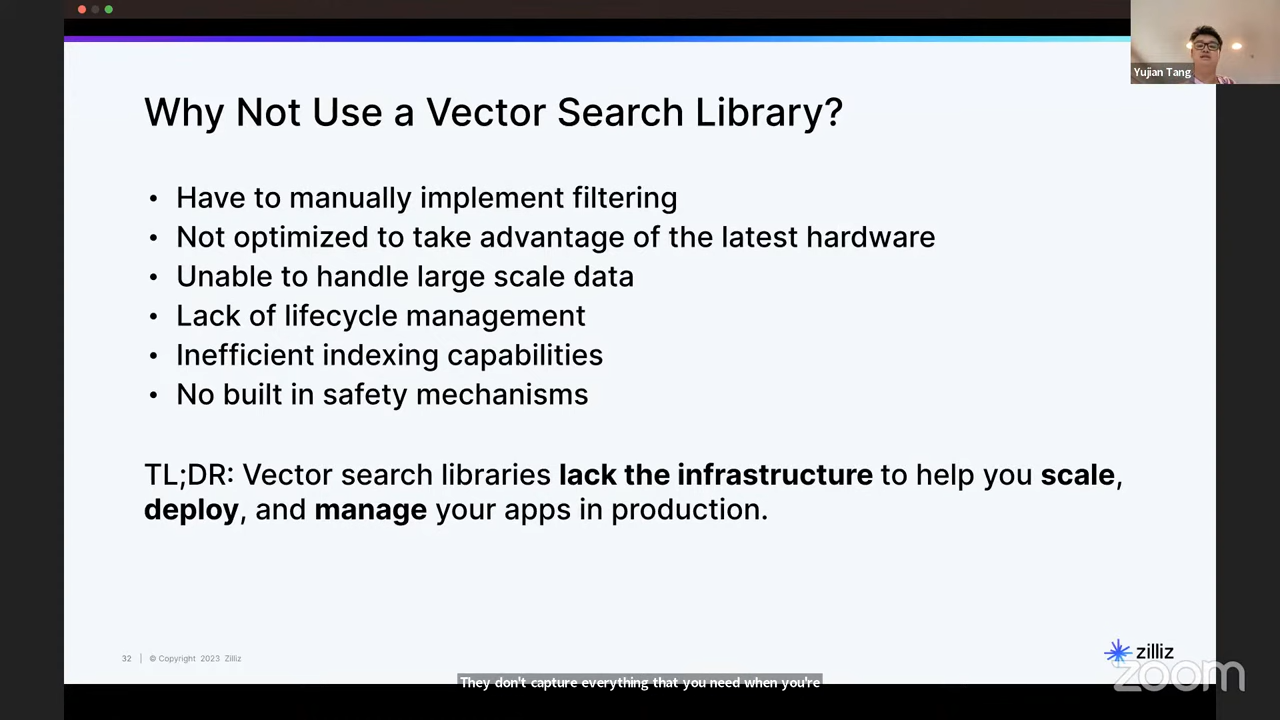 Yujian Tang
Why Not Use a Vector Search Library?
• Have to manually implement filtering
• Not optimized to take advantage of the latest hardware
• Unable to handle large scale data
• Lack of lifecycle management
• Inefficient indexing capabilities
• No built in safety mechanisms
TL;DR: Vector search libraries lack the infrastructure to help you scale,
deploy, and manage your apps in production.
32 | © Copyright 2023 Zilliz
zilliz
zoom
They don't capture everything that you need when you're